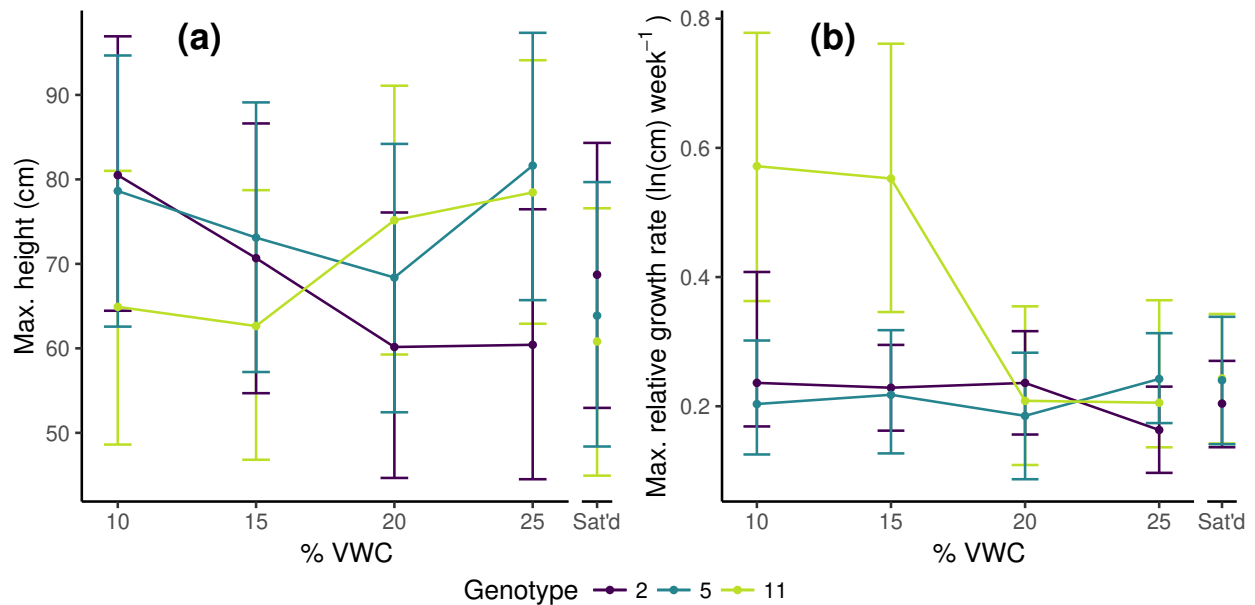 (a)
Max. height (cm)
90
80
70
60
50
10 15 20 25 Sat'd
% VWC
(b)
Max. relative growth rate (ln(cm) week⁻¹ )
0.8
0.6
0.4
0.2
10 15 20 25 Sat'd
% VWC
Genotype 2 5 11